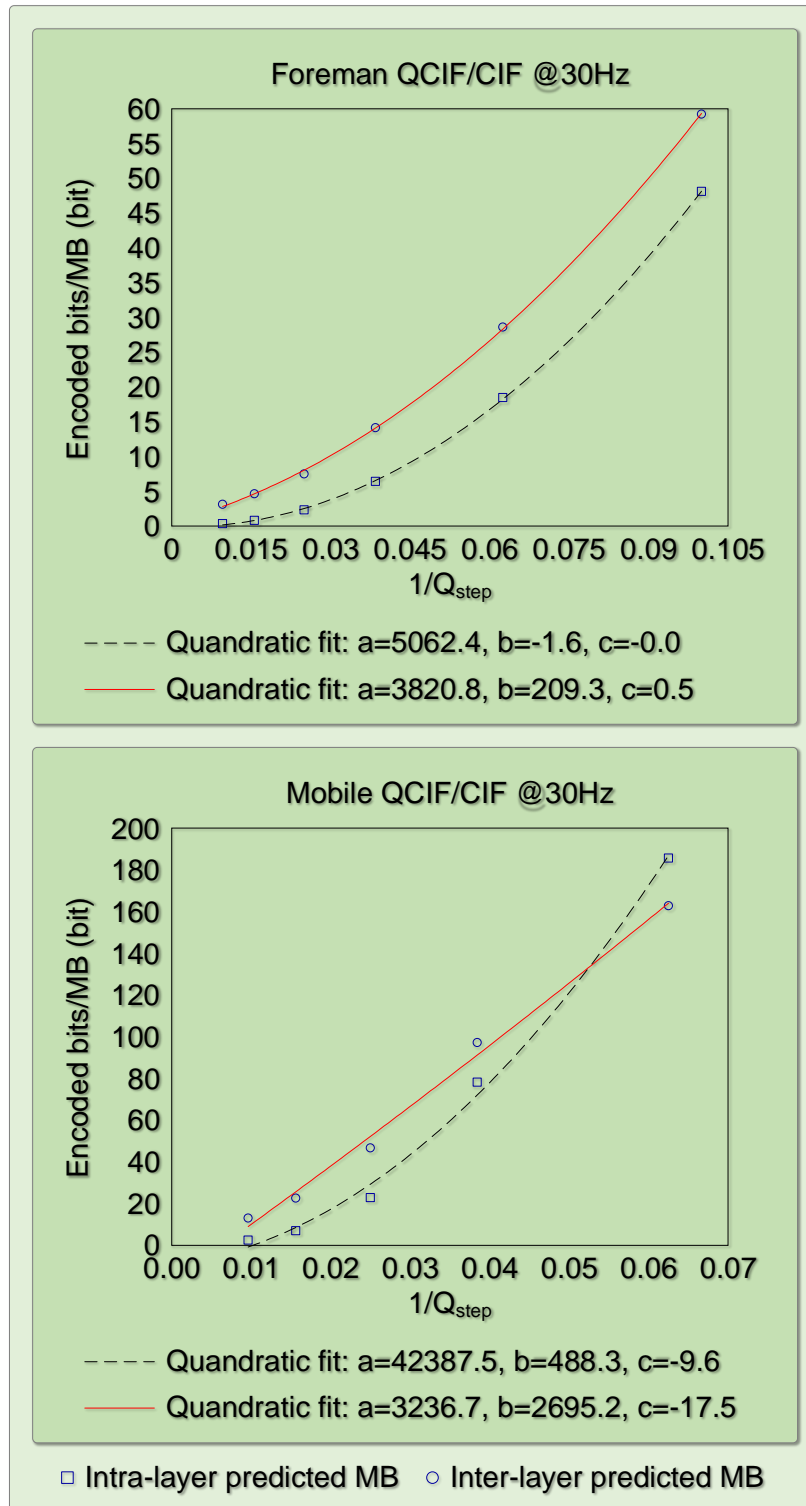 Foreman QCIF/CIF @30Hz
60
55
50
45
40
35
30
25
20
15
10
5
0
Encoded bits/MB (bit)
0 0.015 0.03 0.045 0.06 0.075 0.09 0.105
1/Qstep
Quandratic fit: a=5062.4, b=-1.6, c=-0.0
Quandratic fit: a=3820.8, b=209.3, c=0.5
Mobile QCIF/CIF @30Hz
200
180
160
140
120
100
80
60
40
20
0
Encoded bits/MB (bit)
0.00 0.01 0.02 0.03 0.04 0.05 0.06 0.07
1/Qstep
Quandratic fit: a=42387.5, b=488.3, c=-9.6
Quandratic fit: a=3236.7, b=2695.2, c=-17.5
Intra-layer predicted MB Inter-layer predicted MB